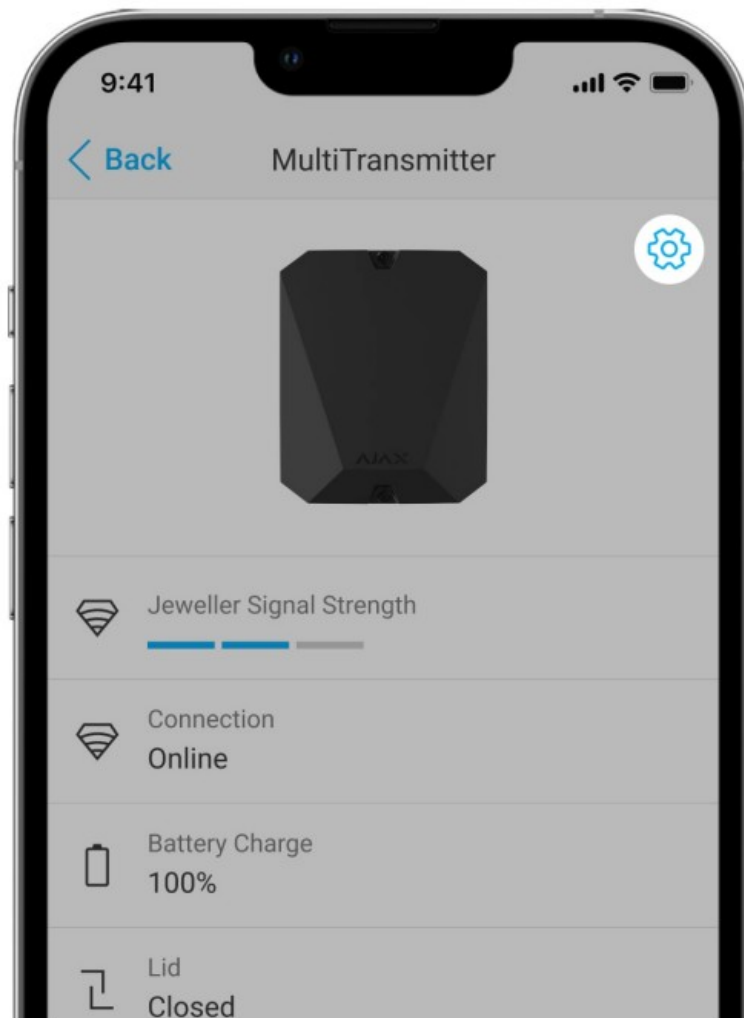 9:41
Back
MultiTransmitter
AJAX
Jeweller Signal Strength
Connection
Online
Battery Charge
100%
Lid
Closed